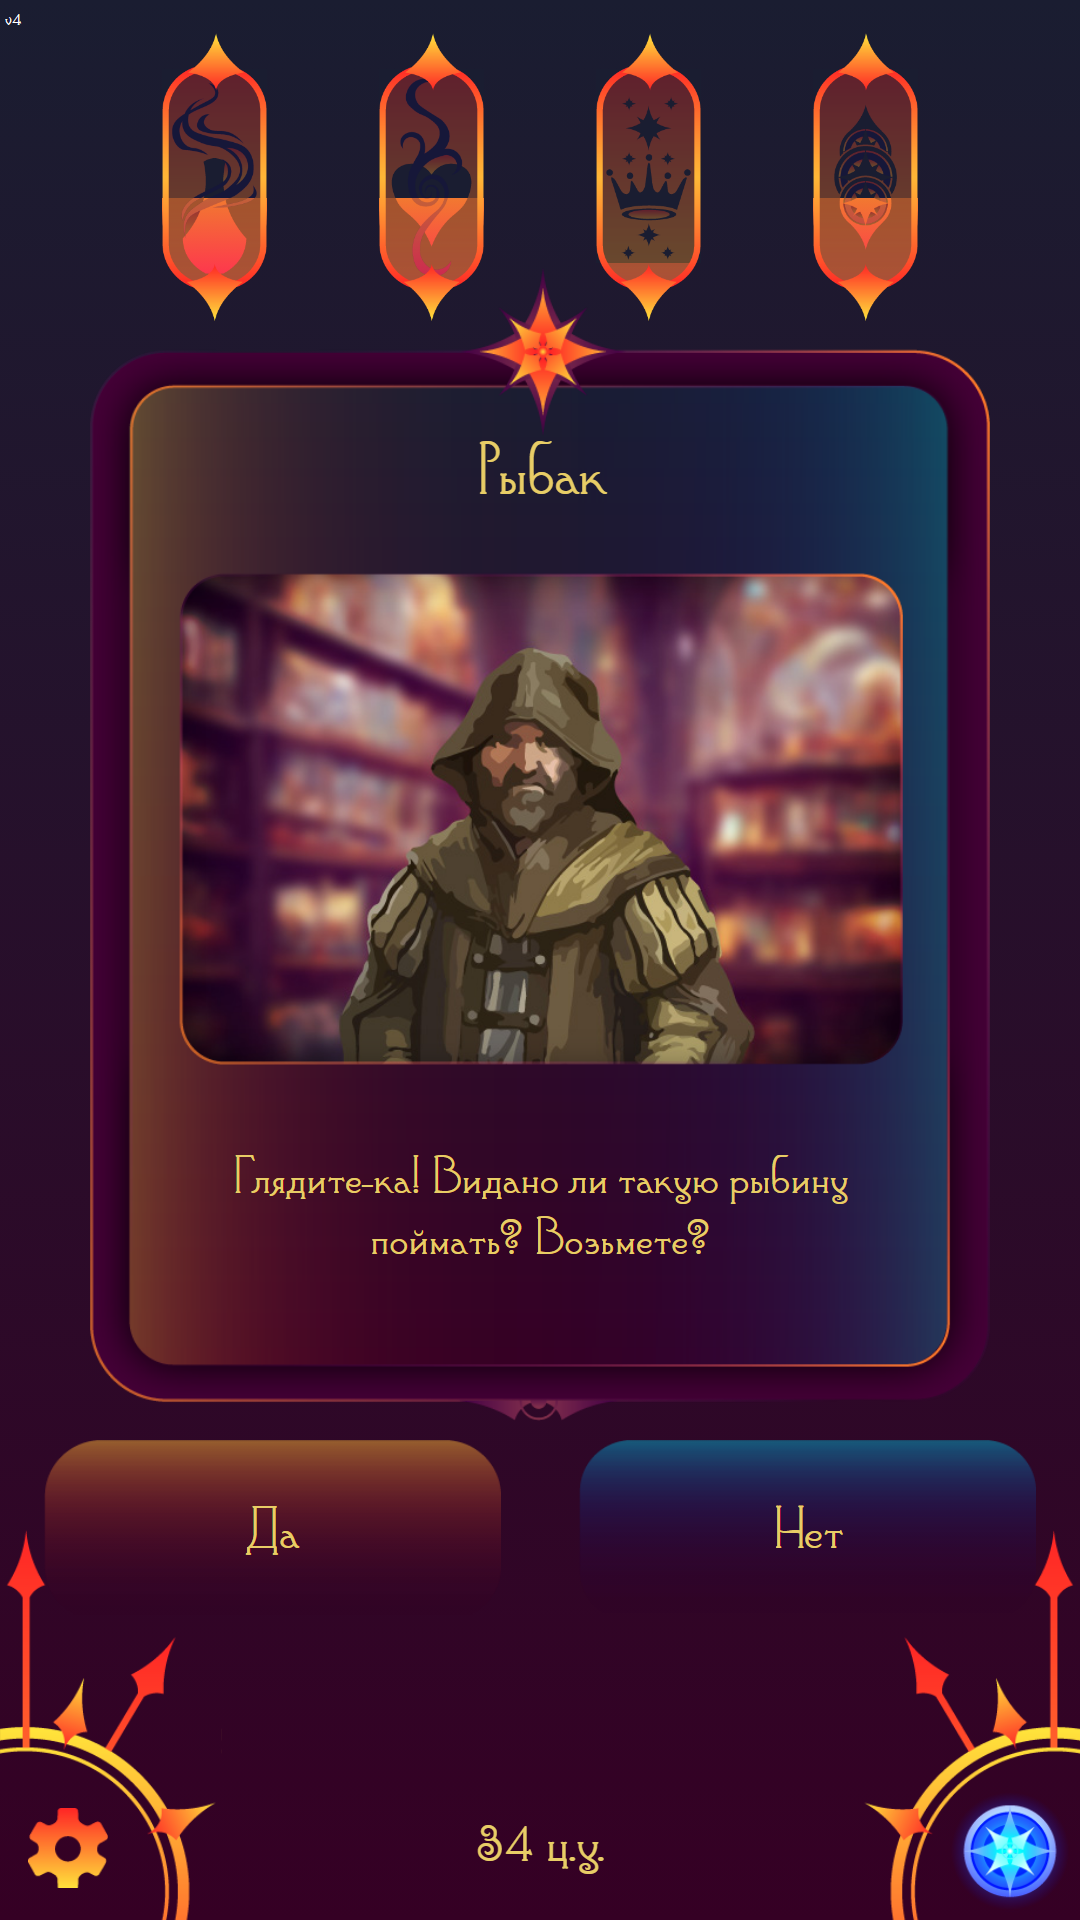 v4
Рыбак
Глядите-ка! Видано ли такую рыбину
поймать? Возьмете?
Да
Нет
34 ц.у.